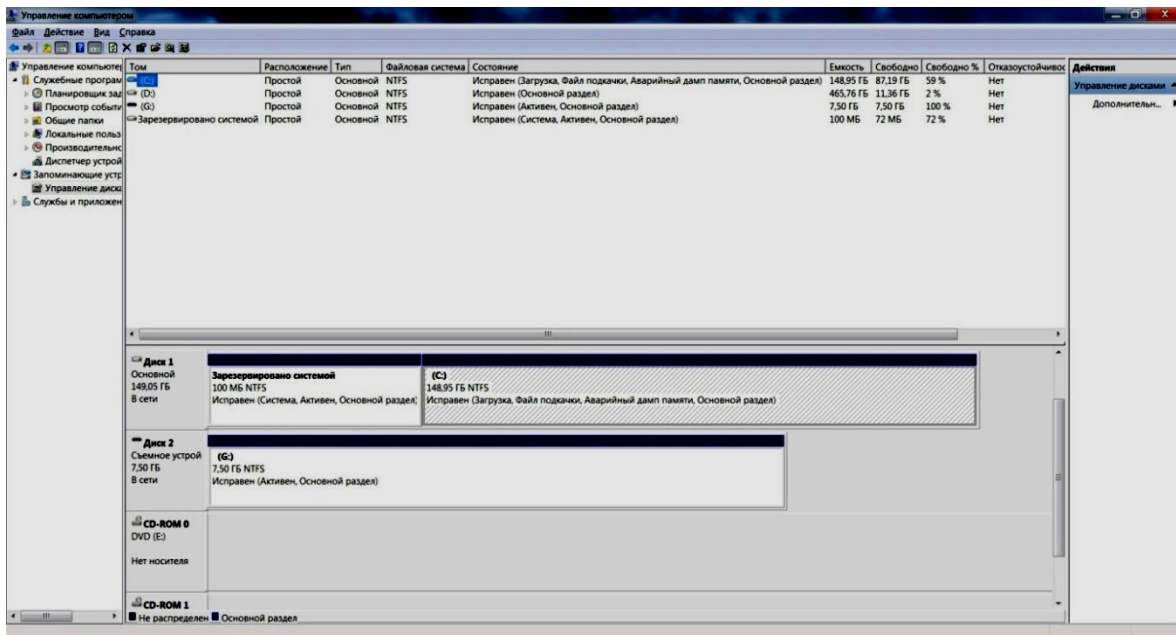 Управление компьютером
Файл Действие Вид Справка
Управление компьютер
Служебные програм
Планировщик зад
Просмотр событи
Общие папки
Локальные польз
Производительнс
Диспетчер устрой
Запоминающие устр
Управление диска
Службы и приложен
Том Расположение Тип Файловая система Состояние Емкость Свободно Свободно % Отказоустойчивос
(C:) Простой Основной NTFS Исправен (Загрузка, Файл подкачки, Аварийный дамп памяти, Основной раздел) 148,95 ГБ 87,19 ГБ 59 % Нет
(D:) Простой Основной NTFS Исправен (Основной раздел) 465,76 ГБ 11,36 ГБ 2 % Нет
(G:) Простой Основной NTFS Исправен (Активен, Основной раздел) 7,50 ГБ 7,50 ГБ 100 % Нет
Зарезервировано системой Простой Основной NTFS Исправен (Система, Активен, Основной раздел) 100 МБ 72 МБ 72 % Нет
Диск 1
Основной
149,05 ГБ
В сети
Зарезервировано системой
100 МБ NTFS
Исправен (Система, Активен, Основной раздел)
(C:)
148,95 ГБ NTFS
Исправен (Загрузка, Файл подкачки, Аварийный дамп памяти, Основной раздел)
Диск 2
Съемное устрой
7,50 ГБ
В сети
(G:)
7,50 ГБ NTFS
Исправен (Активен, Основной раздел)
CD-ROM 0
DVD (E:)
Нет носителя
CD-ROM 1
Не распределен Основной раздел
Действия
Управление дисками
Дополнительн...